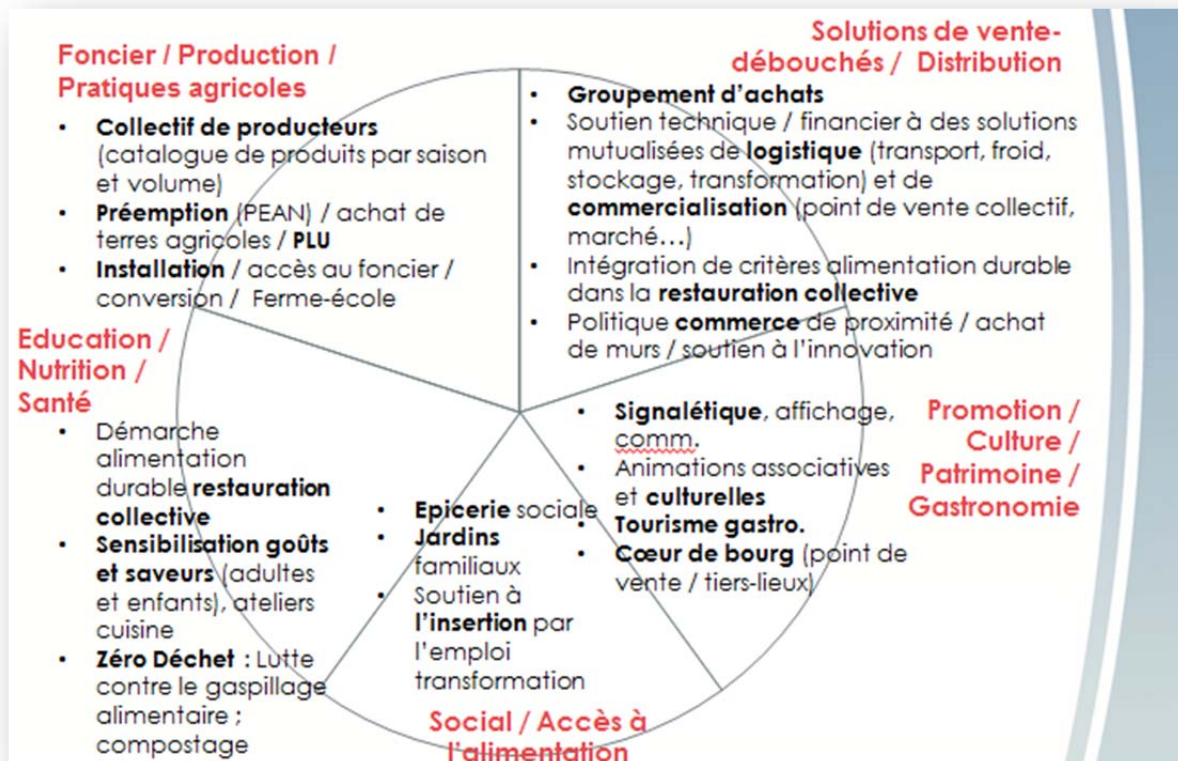 Foncier / Production /
Pratiques agricoles
• Collectif de producteurs
(catalogue de produits par saison
et volume)
• Préemption (PEAN) / achat de
terres agricoles / PLU
• Installation / accès au foncier /
conversion / Ferme-école
Solutions de vente-
débouchés / Distribution
• Groupement d'achats
• Soutien technique / financier à des solutions
mutualisées de logistique (transport, froid,
stockage, transformation) et de
commercialisation (point de vente collectif,
marché…)
• Intégration de critères alimentation durable
dans la restauration collective
• Politique commerce de proximité / achat
de murs / soutien à l'innovation
Education /
Nutrition /
Santé
• Démarche
alimentation
durable restauration
collective
• Sensibilisation goûts
et saveurs (adultes
et enfants), ateliers
cuisine
• Zéro Déchet : Lutte
contre le gaspillage
alimentaire ;
compostage
• Epicerie sociale
• Jardins
familiaux
• Soutien à
l'insertion par
l'emploi
transformation
Social / Accès à
l'alimentation
• Signalétique, affichage,
comm.
• Animations associatives
et culturelles
• Tourisme gastro.
• Cœur de bourg (point de
vente / tiers-lieux)
Promotion /
Culture /
Patrimoine /
Gastronomie